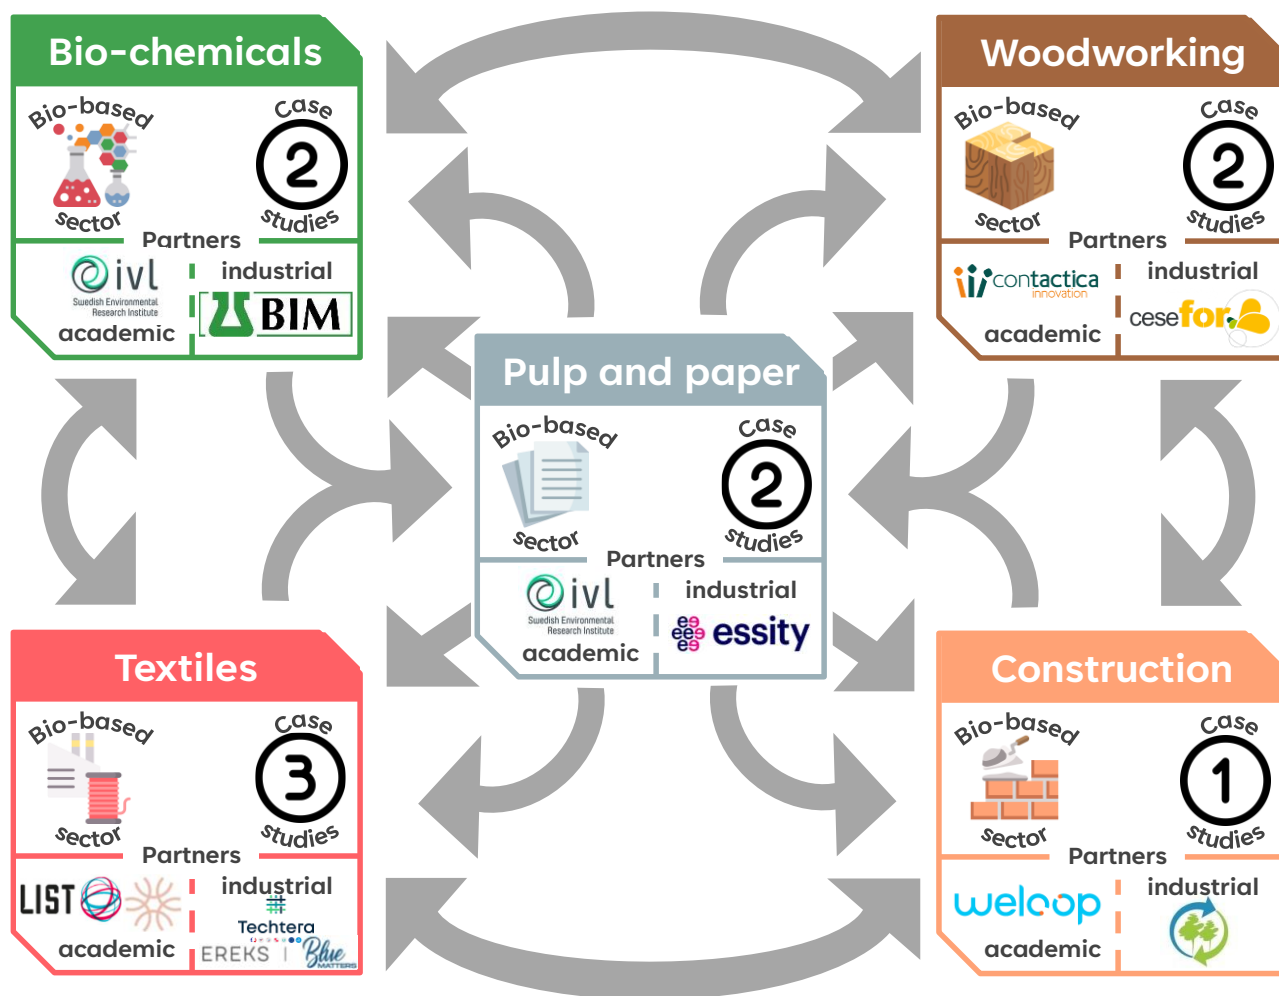 Bio-chemicals
Bio-based
sector
Case
2
studies
Partners
ivl
Swedish Environmental
Research Institute
academic
industrial
BIM
Woodworking
Bio-based
sector
Case
2
studies
Partners
contactica
innovation
academic
industrial
cesefor
Pulp and paper
Bio-based
sector
Case
2
studies
Partners
ivl
Swedish Environmental
Research Institute
academic
industrial
essity
Textiles
Bio-based
sector
Case
3
studies
Partners
LIST
academic
industrial
Techtera
EREKS | Blue
MATTERS
Construction
Bio-based
sector
Case
1
studies
Partners
weloop
academic
industrial